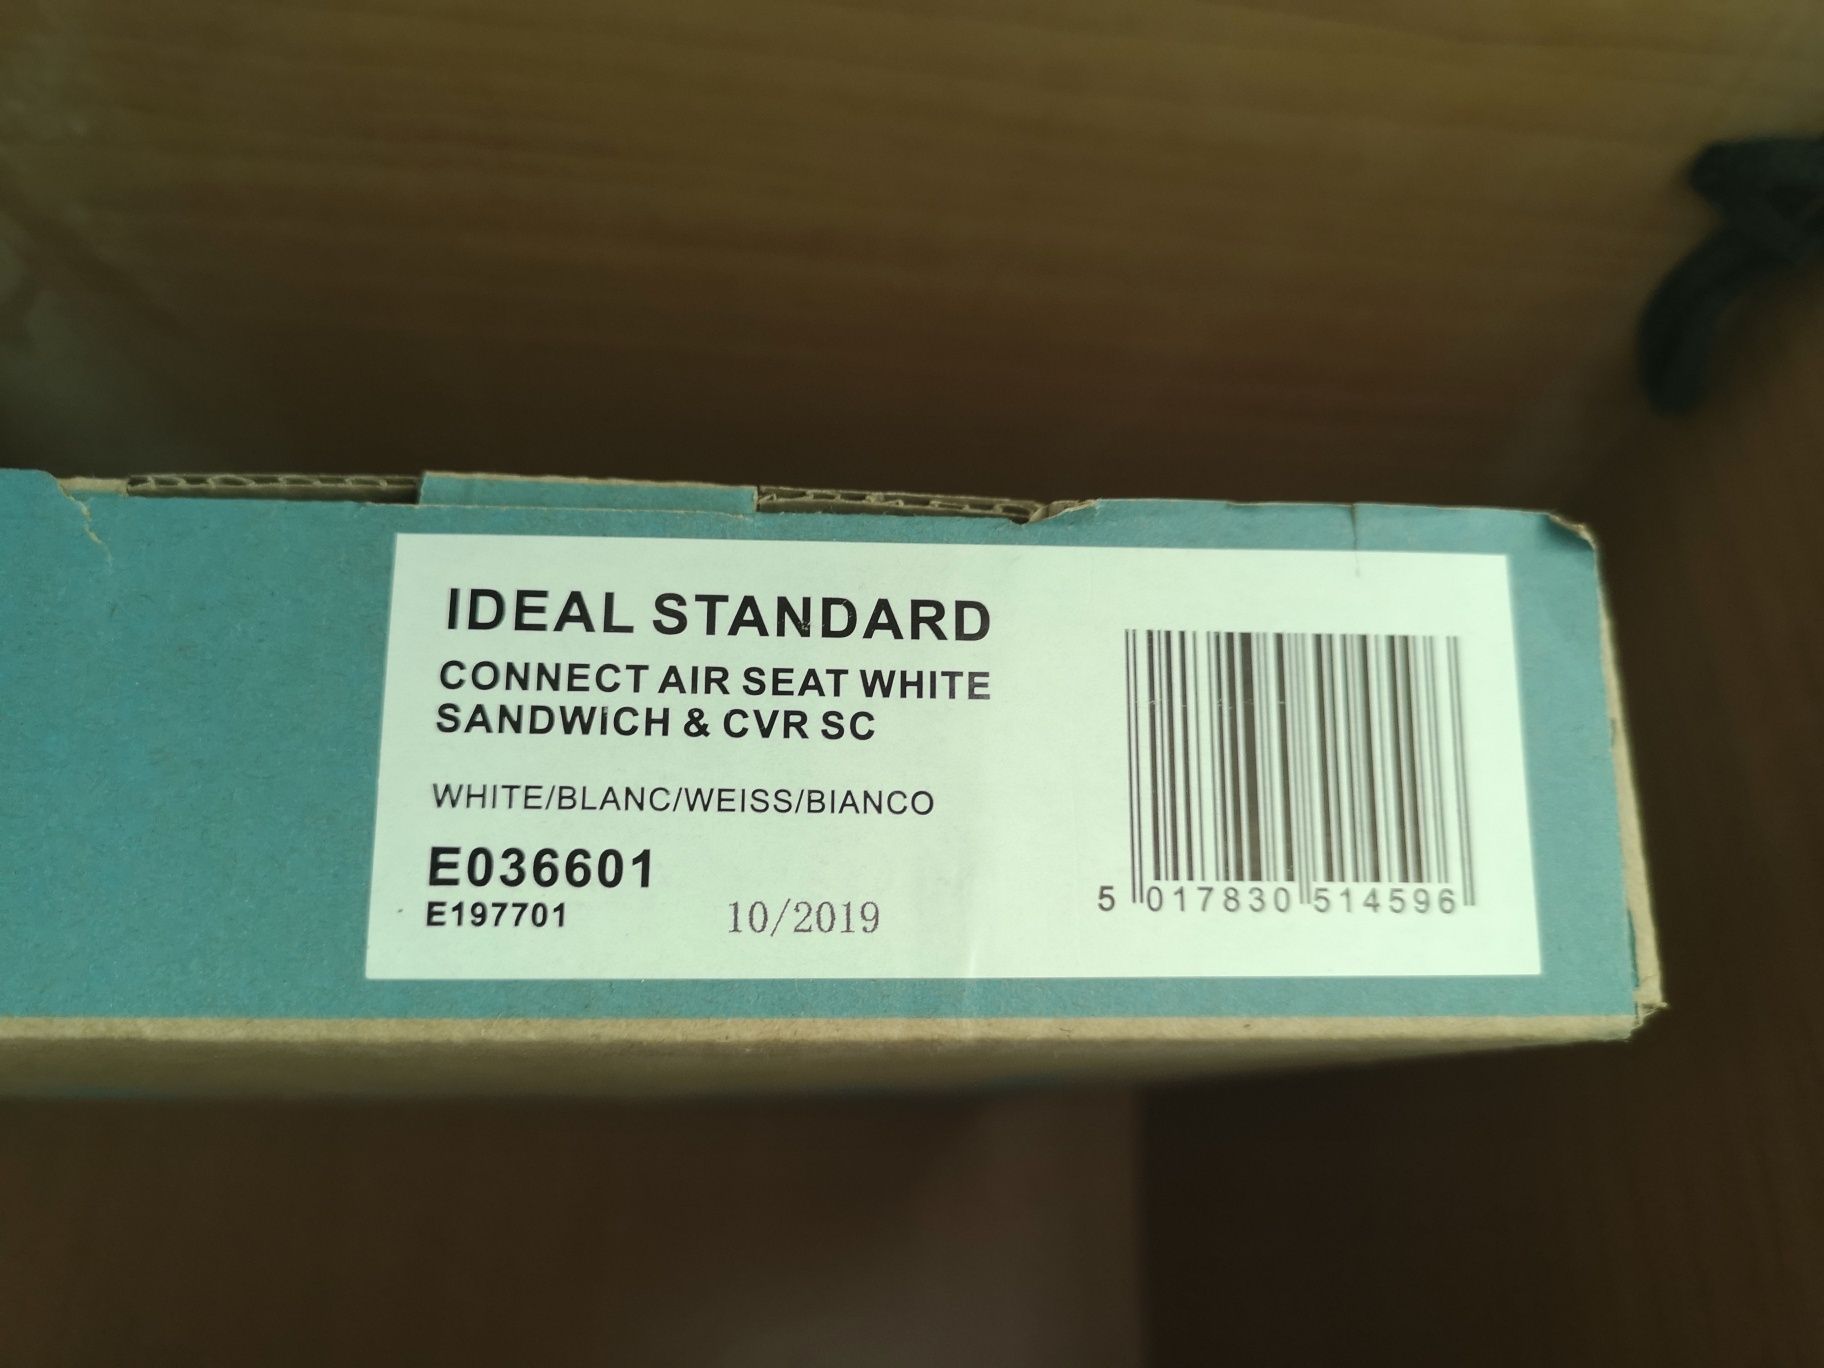 IDEAL STANDARD
CONNECT AIR SEAT WHITE
SANDWICH & CVR SC
WHITE/BLANC/WEISS/BIANCO
E036601
E197701 10/2019
5 017830 514596